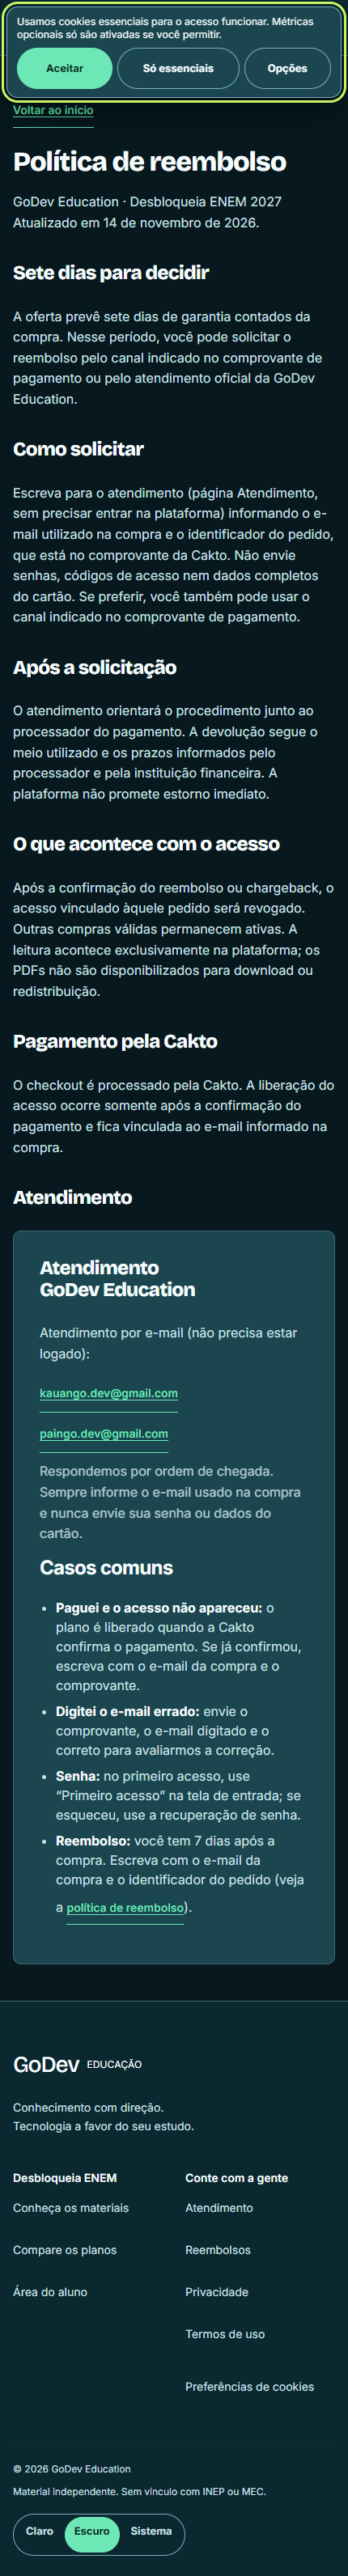 Usamos cookies essenciais para o acesso funcionar. Métricas
opcionais só são ativadas se você permitir.
Aceitar
Só essenciais
Opções
Voltar ao início
Política de reembolso
GoDev Education · Desbloqueia ENEM 2027
Atualizado em 14 de novembro de 2026.
Sete dias para decidir
A oferta prevê sete dias de garantia contados da
compra. Nesse período, você pode solicitar o
reembolso pelo canal indicado no comprovante de
pagamento ou pelo atendimento oficial da GoDev
Education.
Como solicitar
Escreva para o atendimento (página Atendimento,
sem precisar entrar na plataforma) informando o e-
mail utilizado na compra e o identificador do pedido,
que está no comprovante da Cakto. Não envie
senhas, códigos de acesso nem dados completos
do cartão. Se preferir, você também pode usar o
canal indicado no comprovante de pagamento.
Após a solicitação
O atendimento orientará o procedimento junto ao
processador do pagamento. A devolução segue o
meio utilizado e os prazos informados pelo
processador e pela instituição financeira. A
plataforma não promete estorno imediato.
O que acontece com o acesso
Após a confirmação do reembolso ou chargeback, o
acesso vinculado àquele pedido será revogado.
Outras compras válidas permanecem ativas. A
leitura acontece exclusivamente na plataforma; os
PDFs não são disponibilizados para download ou
redistribuição.
Pagamento pela Cakto
O checkout é processado pela Cakto. A liberação do
acesso ocorre somente após a confirmação do
pagamento e fica vinculada ao e-mail informado na
compra.
Atendimento
Atendimento
GoDev Education
Atendimento por e-mail (não precisa estar
logado):
kauango.dev@gmail.com
paingo.dev@gmail.com
Respondemos por ordem de chegada.
Sempre informe o e-mail usado na compra
e nunca envie sua senha ou dados do
cartão.
Casos comuns
• Paguei e o acesso não apareceu: o
plano é liberado quando a Cakto
confirma o pagamento. Se já confirmou,
escreva com o e-mail da compra e o
comprovante.
• Digitei o e-mail errado: envie o
comprovante, o e-mail digitado e o
correto para avaliarmos a correção.
• Senha: no primeiro acesso, use
“Primeiro acesso” na tela de entrada; se
esqueceu, use a recuperação de senha.
• Reembolso: você tem 7 dias após a
compra. Escreva com o e-mail da
compra e o identificador do pedido (veja
a política de reembolso).
GoDev EDUCAÇÃO
Conhecimento com direção.
Tecnologia a favor do seu estudo.
Desbloqueia ENEM
Conheça os materiais
Compare os planos
Área do aluno
Conte com a gente
Atendimento
Reembolsos
Privacidade
Termos de uso
Preferências de cookies
© 2026 GoDev Education
Material independente. Sem vínculo com INEP ou MEC.
Claro
Escuro
Sistema